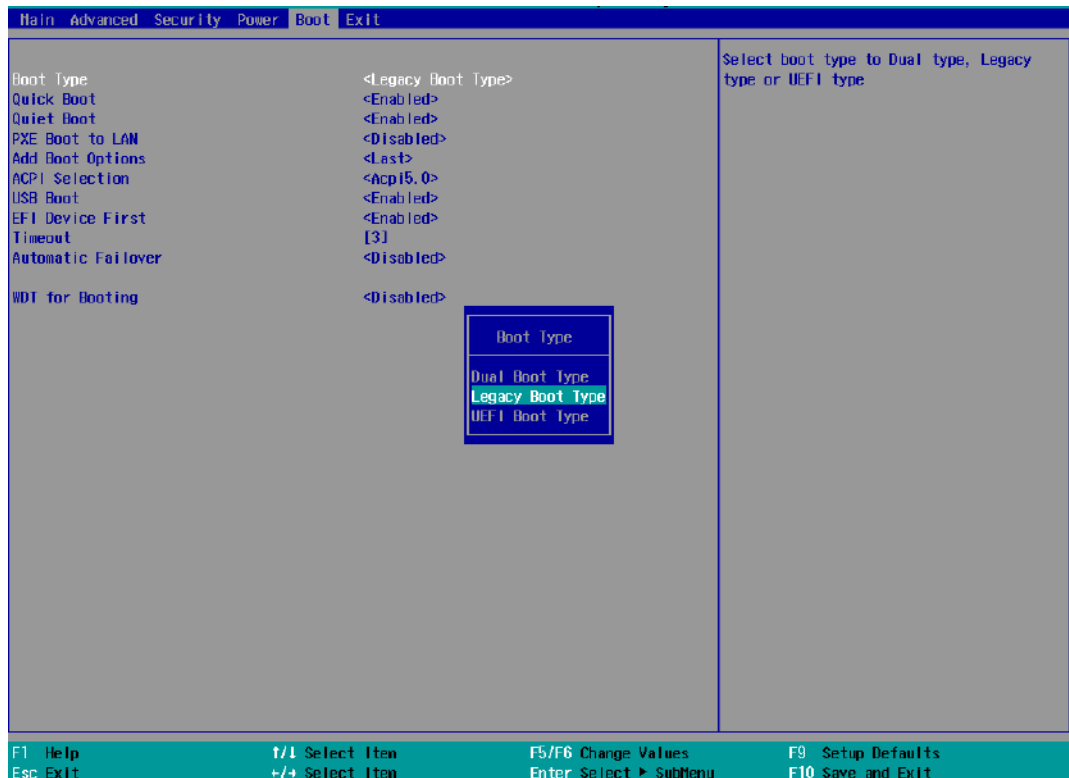 Main Advanced Security Power Boot Exit
Boot Type <Legacy Boot Type>
Quick Boot <Enabled>
Quiet Boot <Enabled>
PXE Boot to LAN <Disabled>
Add Boot Options <Last>
ACPI Selection <Acpi5.0>
USB Boot <Enabled>
EFI Device First <Enabled>
Timeout [3]
Automatic Failover <Disabled>
WDT for Booting <Disabled>
Boot Type
Dual Boot Type
Legacy Boot Type
UEFI Boot Type
Select boot type to Dual type, Legacy
type or UEFI type
F1 Help ↑/↓ Select Item F5/F6 Change Values F9 Setup Defaults
Esc Exit ←/→ Select Item Enter Select ► SubMenu F10 Save and Exit